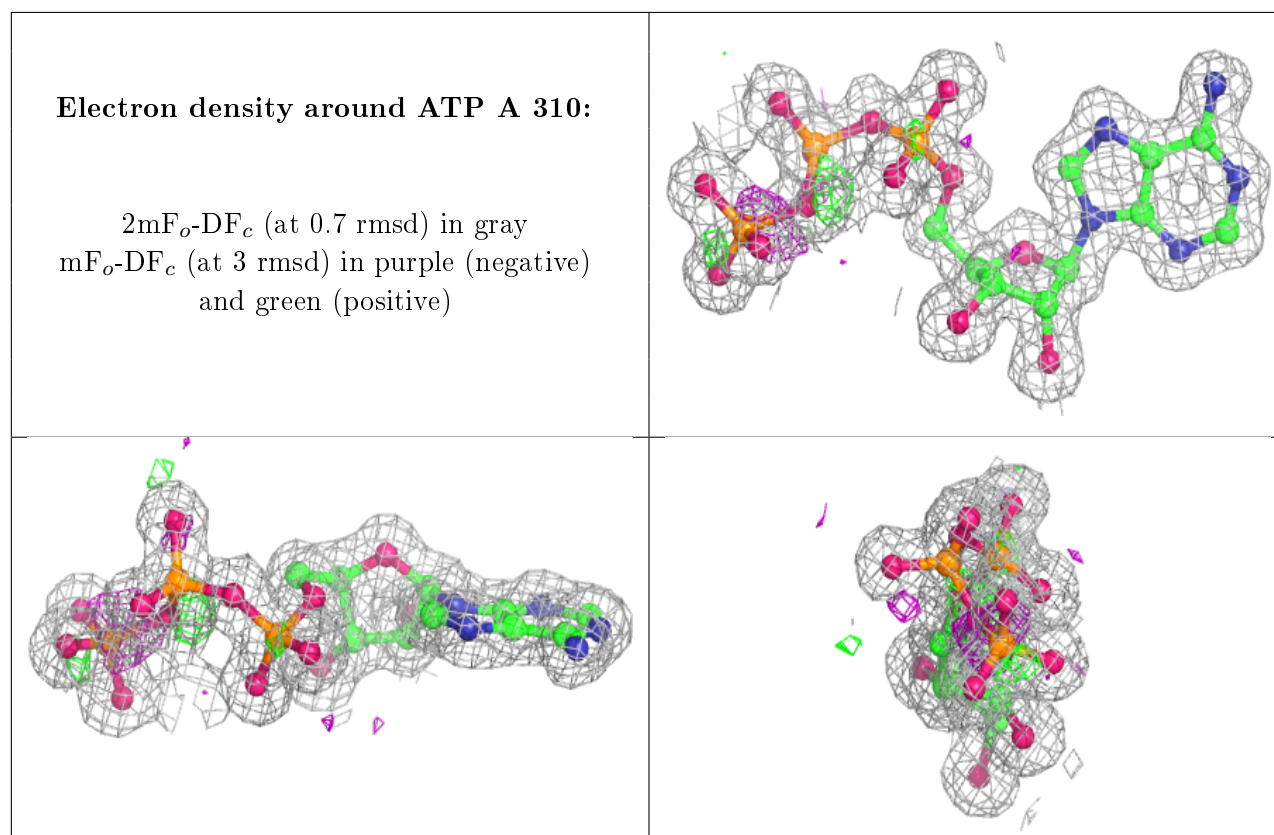 Electron density around ATP A 310:
2mFo-DFc (at 0.7 rmsd) in gray
mFo-DFc (at 3 rmsd) in purple (negative)
and green (positive)